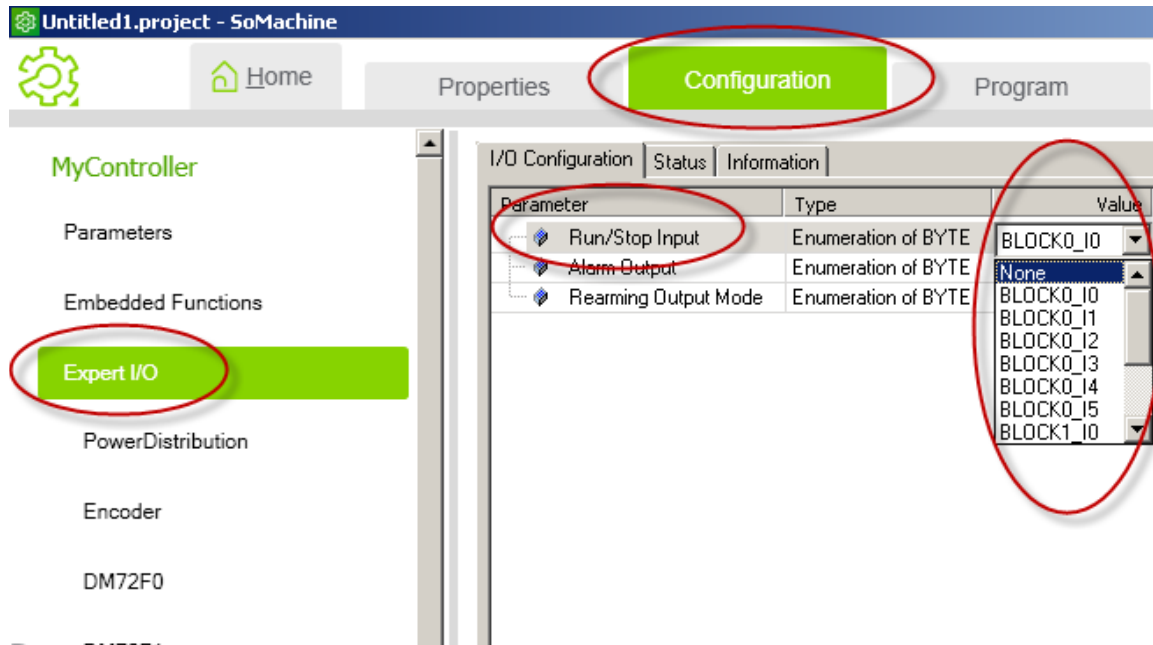 Untitled1.project - SoMachine
Home
Properties
Configuration
Program
MyController
Parameters
Embedded Functions
Expert I/O
PowerDistribution
Encoder
DM72F0
I/O Configuration Status Information
Parameter Type Value
Run/Stop Input Enumeration of BYTE BLOCK0_I0
Alarm Output Enumeration of BYTE None
Rearming Output Mode Enumeration of BYTE BLOCK0_I0
BLOCK0_I1
BLOCK0_I2
BLOCK0_I3
BLOCK0_I4
BLOCK0_I5
BLOCK1_I0